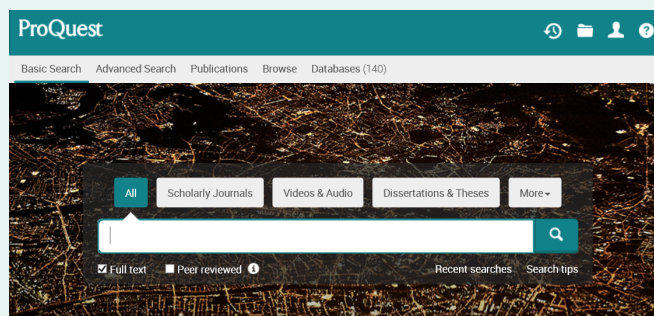 ProQuest
Basic Search Advanced Search Publications Browse Databases (140)
All Scholarly Journals Videos & Audio Dissertations & Theses More
Full text Peer reviewed Recent searches Search tips